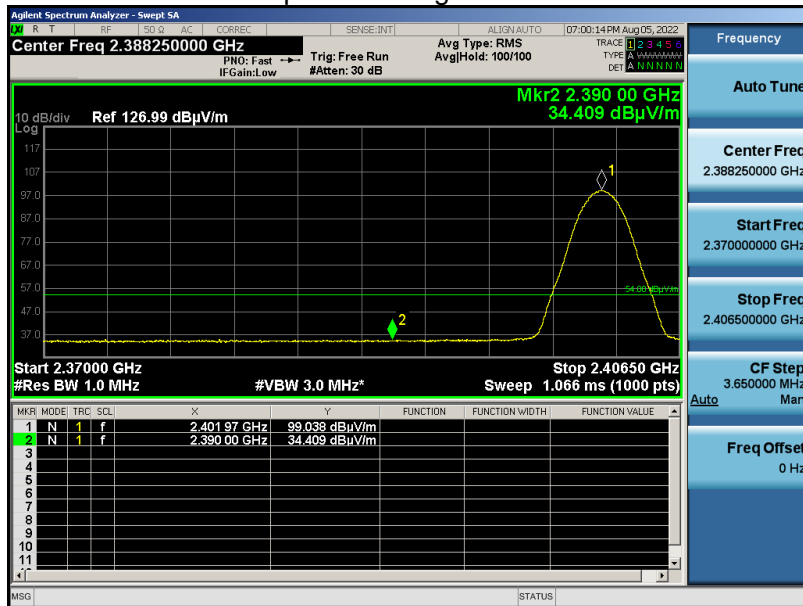 Agilent Spectrum Analyzer - Swept SA
LXI R T RF 50 Ω AC CORREC SENSE:INT ALIGN AUTO 07:00:14 PM Aug 05, 2022
Center Freq 2.388250000 GHz
PNO: Fast
IFGain:Low
Trig: Free Run
#Atten: 30 dB
Avg Type: RMS
Avg|Hold: 100/100
TRACE 1 2 3 4 5 6
TYPE A WWWWW
DET A N N N N N
Frequency
Mkr2 2.390 00 GHz
34.409 dBµV/m
10 dB/div
Log
Ref 126.99 dBµV/m
117
107
97.0
87.0
77.0
67.0
57.0
47.0
37.0
1
2
54.00 dBµV/m
Start 2.37000 GHz
Stop 2.40650 GHz
#Res BW 1.0 MHz
#VBW 3.0 MHz*
Sweep 1.066 ms (1000 pts)
MKR MODE TRC SCL X Y FUNCTION FUNCTION WIDTH FUNCTION VALUE
1 N 1 f 2.401 97 GHz 99.038 dBµV/m
2 N 1 f 2.390 00 GHz 34.409 dBµV/m
3
4
5
6
7
8
9
10
11
MSG
STATUS
Auto Tune
Center Freq
2.388250000 GHz
Start Freq
2.370000000 GHz
Stop Freq
2.406500000 GHz
CF Step
3.650000 MHz
Auto Man
Freq Offset
0 Hz